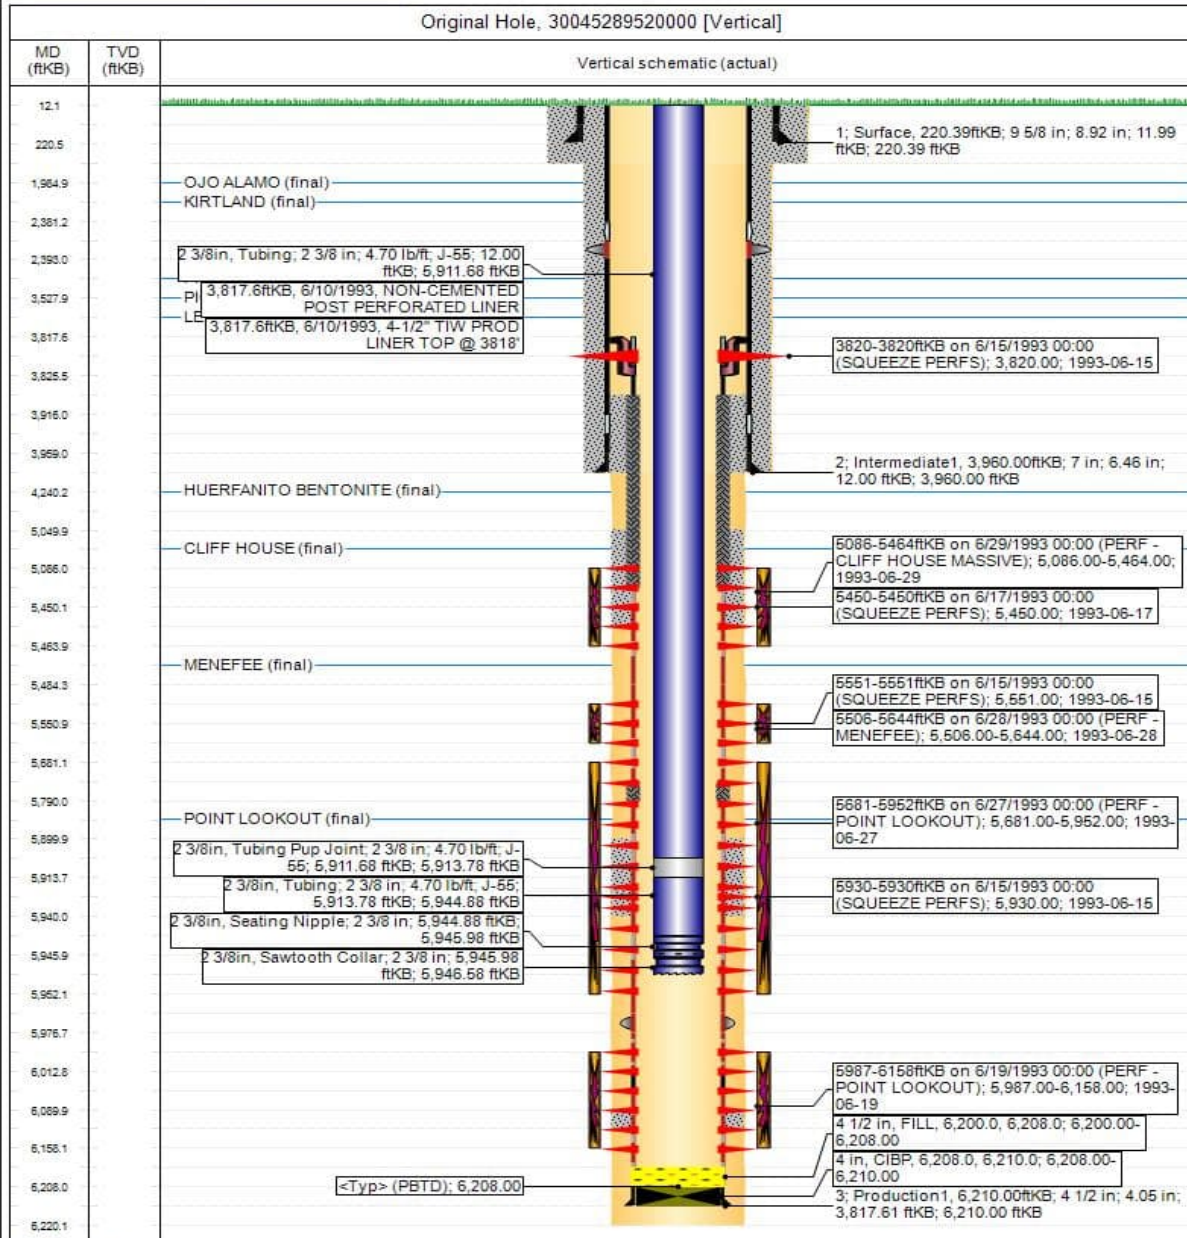 Original Hole, 30045289520000 [Vertical]
MD
(ftKB)
TVD
(ftKB)
Vertical schematic (actual)
12.1
220.5
1,984.9
2,381.2
2,393.0
3,527.9
3,817.6
3,825.5
3,916.0
3,959.0
4,240.2
5,049.9
5,086.0
5,450.1
5,463.9
5,484.3
5,550.9
5,681.1
5,790.0
5,899.9
5,913.7
5,940.0
5,945.9
5,952.1
5,976.7
6,012.8
6,089.9
6,158.1
6,208.0
6,220.1
OJO ALAMO (final)
KIRTLAND (final)
2 3/8in, Tubing; 2 3/8 in; 4.70 lb/ft; J-55; 12.00
ftKB; 5,911.68 ftKB
PI
3,817.6ftKB, 6/10/1993, NON-CEMENTED
POST PERFORATED LINER
LE
3,817.6ftKB, 6/10/1993, 4-1/2" TIW PROD
LINER TOP @ 3818'
HUERFANITO BENTONITE (final)
CLIFF HOUSE (final)
MENEFEE (final)
POINT LOOKOUT (final)
2 3/8in, Tubing Pup Joint; 2 3/8 in; 4.70 lb/ft; J-
55; 5,911.68 ftKB; 5,913.78 ftKB
2 3/8in, Tubing; 2 3/8 in; 4.70 lb/ft; J-55;
5,913.78 ftKB; 5,944.88 ftKB
2 3/8in, Seating Nipple; 2 3/8 in; 5,944.88 ftKB;
5,945.98 ftKB
2 3/8in, Sawtooth Collar; 2 3/8 in; 5,945.98
ftKB; 5,946.58 ftKB
<Typ> (PBTD); 6,208.00
1; Surface, 220.39ftKB; 9 5/8 in; 8.92 in; 11.99
ftKB; 220.39 ftKB
3820-3820ftKB on 6/15/1993 00:00
(SQUEEZE PERFS); 3,820.00; 1993-06-15
2; Intermediate1, 3,960.00ftKB; 7 in; 6.46 in;
12.00 ftKB; 3,960.00 ftKB
5086-5464ftKB on 6/29/1993 00:00 (PERF -
CLIFF HOUSE MASSIVE); 5,086.00-5,464.00;
1993-06-29
5450-5450ftKB on 6/17/1993 00:00
(SQUEEZE PERFS); 5,450.00; 1993-06-17
5551-5551ftKB on 6/15/1993 00:00
(SQUEEZE PERFS); 5,551.00; 1993-06-15
5506-5644ftKB on 6/28/1993 00:00 (PERF -
MENEFEE); 5,506.00-5,644.00; 1993-06-28
5681-5952ftKB on 6/27/1993 00:00 (PERF -
POINT LOOKOUT); 5,681.00-5,952.00; 1993-
06-27
5930-5930ftKB on 6/15/1993 00:00
(SQUEEZE PERFS); 5,930.00; 1993-06-15
5987-6158ftKB on 6/19/1993 00:00 (PERF -
POINT LOOKOUT); 5,987.00-6,158.00; 1993-
06-19
4 1/2 in, FILL, 6,200.0, 6,208.0; 6,200.00-
6,208.00
4 in, CIBP, 6,208.0, 6,210.0; 6,208.00-
6,210.00
3; Production1, 6,210.00ftKB; 4 1/2 in; 4.05 in;
3,817.61 ftKB; 6,210.00 ftKB